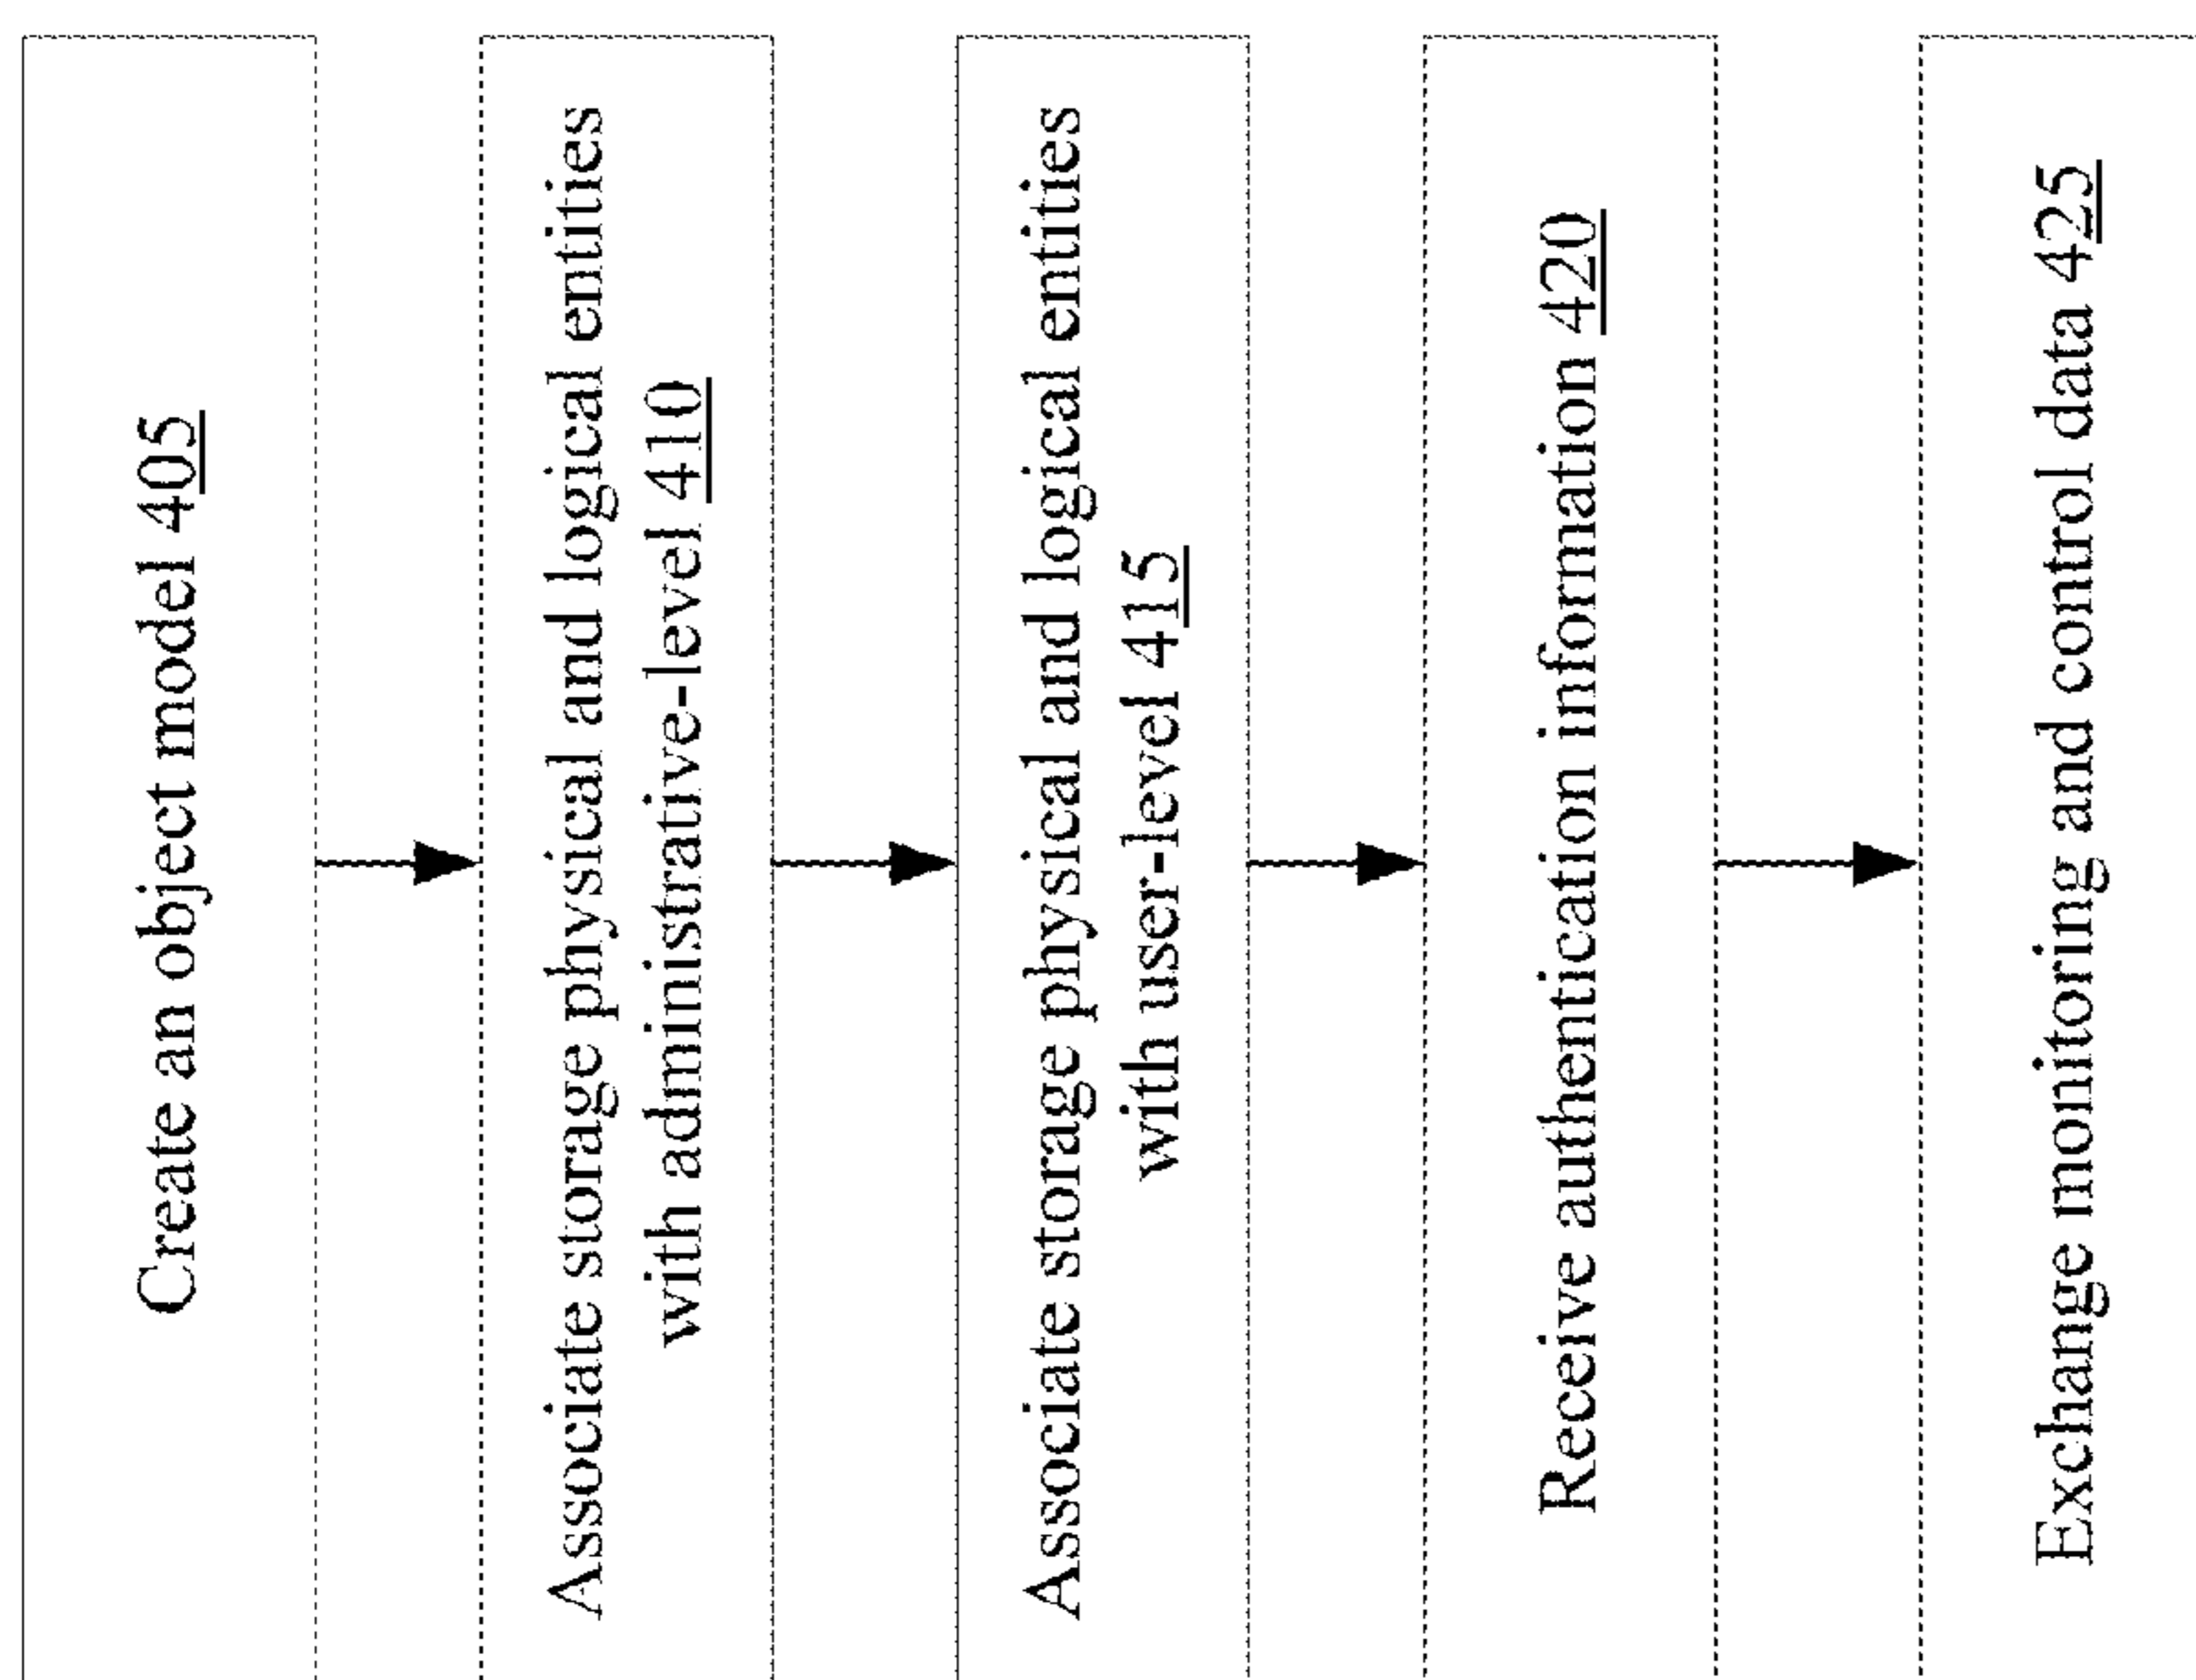 Create an object model 405
Associate storage physical and logical entities
with administrative-level 410
Associate storage physical and logical entities
with user-level 415
Receive authentication information 420
Exchange monitoring and control data 425